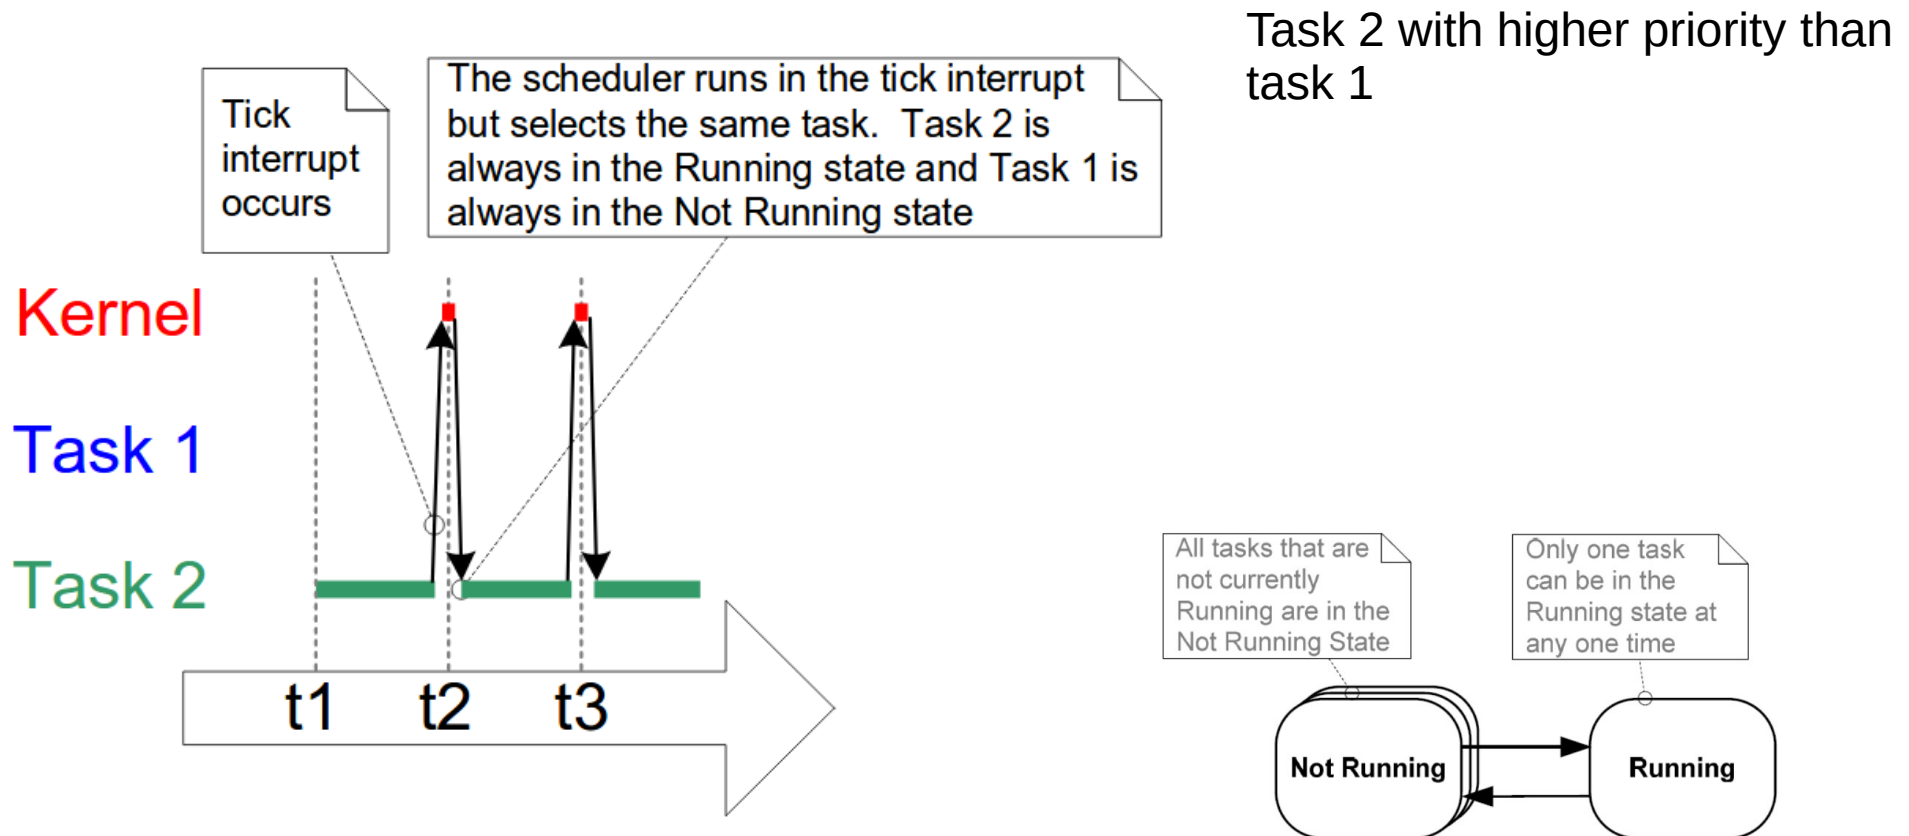 Task 2 with higher priority than
task 1
Tick
interrupt
occurs
The scheduler runs in the tick interrupt
but selects the same task. Task 2 is
always in the Running state and Task 1 is
always in the Not Running state
Kernel
Task 1
Task 2
t1 t2 t3
All tasks that are
not currently
Running are in the
Not Running State
Only one task
can be in the
Running state at
any one time
Not Running
Running